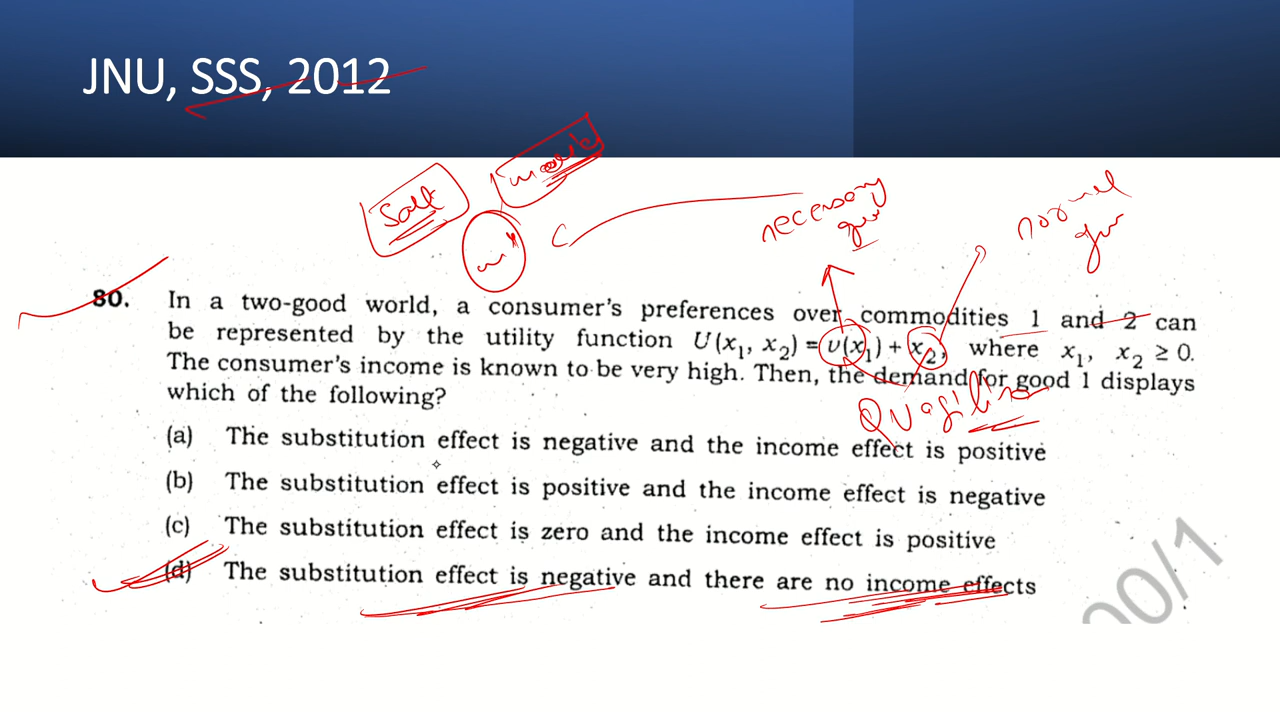 JNU, SSS, 2012
Salt
necessary
normal
80. In a two-good world, a consumer's preferences over commodities 1 and 2 can
be represented by the utility function U(x₁, x₂) = υ(x₁) + x₂, where x₁, x₂ ≥ 0.
The consumer's income is known to be very high. Then, the demand for good 1 displays
which of the following?
Quasilinear
(a) The substitution effect is negative and the income effect is positive
(b) The substitution effect is positive and the income effect is negative
(c) The substitution effect is zero and the income effect is positive
(d) The substitution effect is negative and there are no income effects
00/1